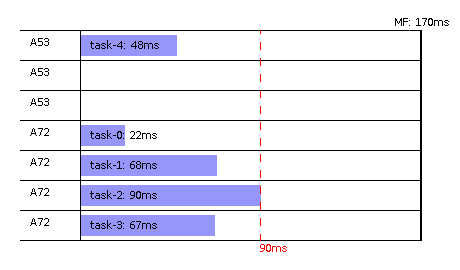 MF: 170ms
A53 task-4: 48ms
A53
A53
A72 task-0: 22ms
A72 task-1: 68ms
A72 task-2: 90ms
A72 task-3: 67ms
90ms